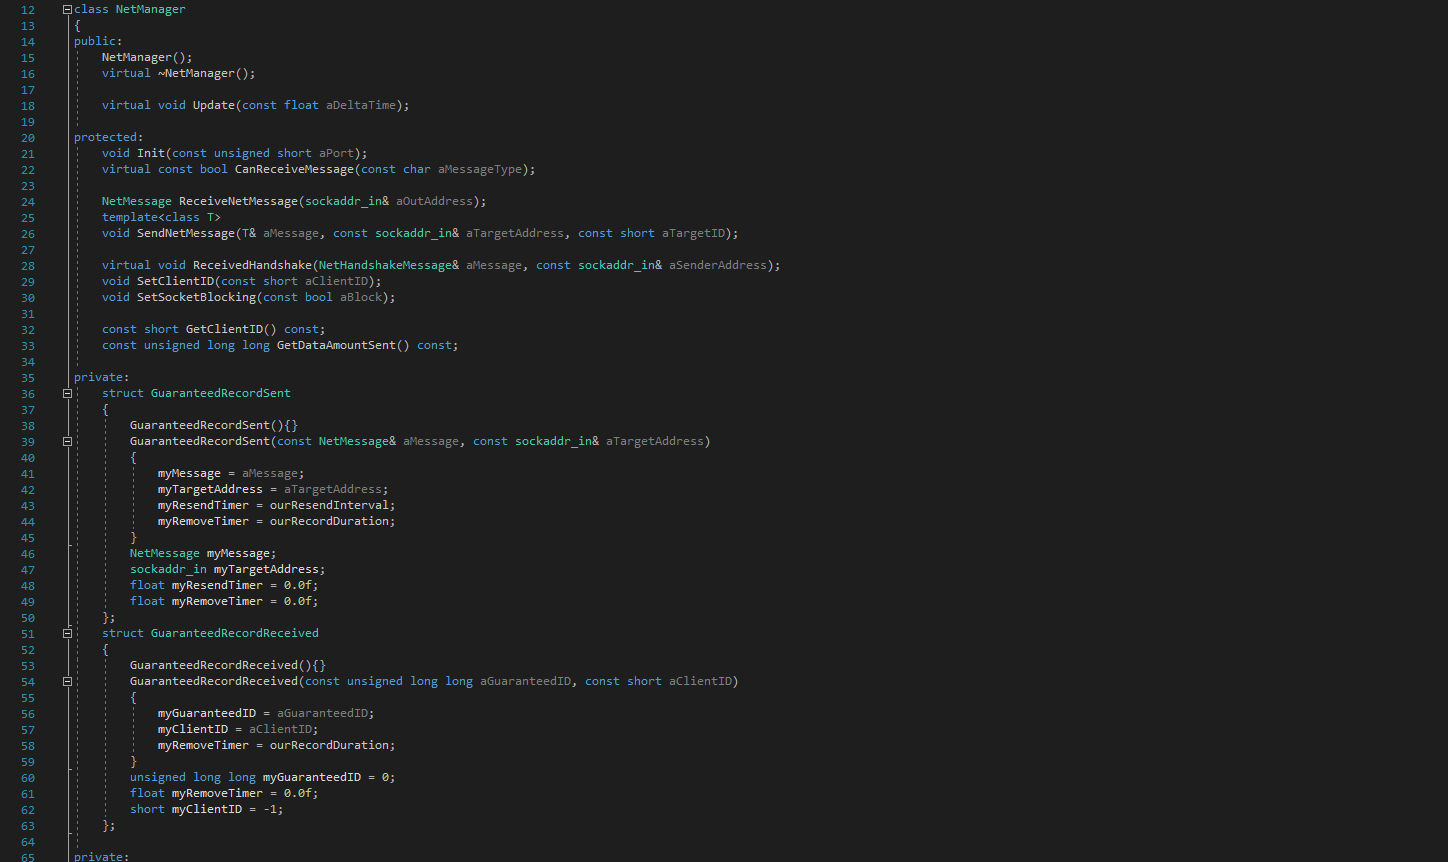 12 class NetManager
13 {
14 public:
15     NetManager();
16     virtual ~NetManager();
17
18     virtual void Update(const float aDeltaTime);
19
20 protected:
21     void Init(const unsigned short aPort);
22     virtual const bool CanReceiveMessage(const char aMessageType);
23
24     NetMessage ReceiveNetMessage(sockaddr_in& aOutAddress);
25     template<class T>
26     void SendNetMessage(T& aMessage, const sockaddr_in& aTargetAddress, const short aTargetID);
27
28     virtual void ReceivedHandshake(NetHandshakeMessage& aMessage, const sockaddr_in& aSenderAddress);
29     void SetClientID(const short aClientID);
30     void SetSocketBlocking(const bool aBlock);
31
32     const short GetClientID() const;
33     const unsigned long long GetDataAmountSent() const;
34
35 private:
36     struct GuaranteedRecordSent
37     {
38         GuaranteedRecordSent(){}
39         GuaranteedRecordSent(const NetMessage& aMessage, const sockaddr_in& aTargetAddress)
40         {
41             myMessage = aMessage;
42             myTargetAddress = aTargetAddress;
43             myResendTimer = ourResendInterval;
44             myRemoveTimer = ourRecordDuration;
45         }
46         NetMessage myMessage;
47         sockaddr_in myTargetAddress;
48         float myResendTimer = 0.0f;
49         float myRemoveTimer = 0.0f;
50     };
51     struct GuaranteedRecordReceived
52     {
53         GuaranteedRecordReceived(){}
54         GuaranteedRecordReceived(const unsigned long long aGuaranteedID, const short aClientID)
55         {
56             myGuaranteedID = aGuaranteedID;
57             myClientID = aClientID;
58             myRemoveTimer = ourRecordDuration;
59         }
60         unsigned long long myGuaranteedID = 0;
61         float myRemoveTimer = 0.0f;
62         short myClientID = -1;
63     };
64
65 private: